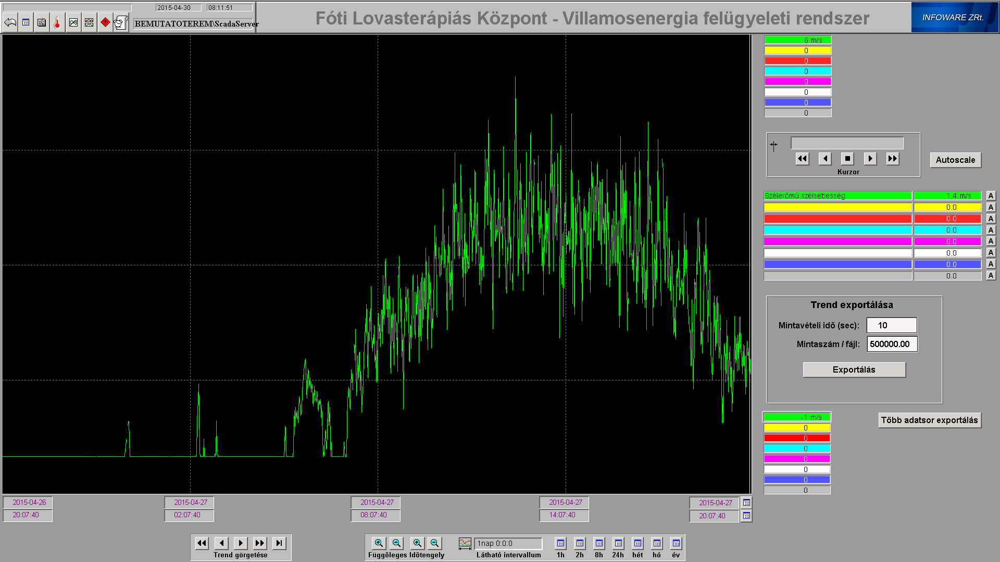 2015-04-30 08:11:51
BEMUTATOTEREM\ScadaServer
Fóti Lovasterápiás Központ - Villamosenergia felügyeleti rendszer
INFOWARE ZRt.
6 m/s
0
0
0
0
0
0
0
Kurzor
Autoscale
Szélerőmű szélsebesség 1.4 m/s A
0.0 A
0.0 A
0.0 A
0.0 A
0.0 A
0.0 A
0.0 A
Trend exportálása
Mintavételi idő (sec): 10
Mintaszám / fájl: 500000.00
Exportálás
-1 m/s
0
0
0
0
0
0
0
Több adatsor exportálás
2015-04-26 2015-04-27 2015-04-27 2015-04-27 2015-04-27
20:07:40 02:07:40 08:07:40 14:07:40 20:07:40
Trend görgetése
Függőleges Időtengely
1nap 0:0:0
Látható intervallum
1h 2h 8h 24h hét hó év